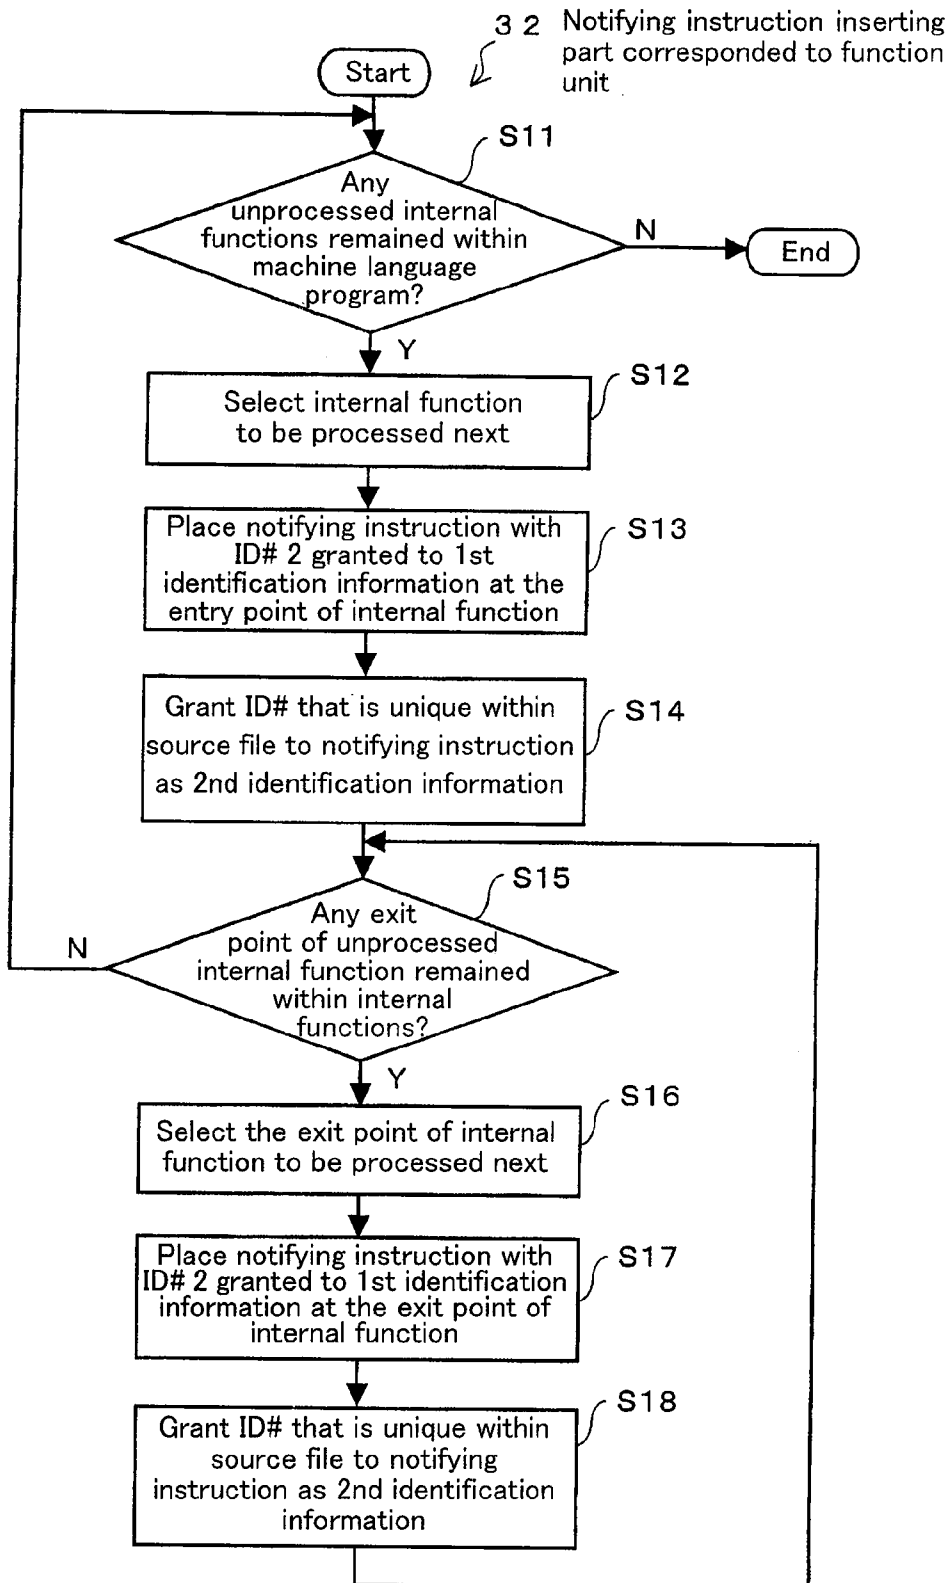 ３２ Notifying instruction inserting
part corresponded to function
unit
Start
S11
Any
unprocessed internal
functions remained within
machine language
program?
N
End
Y
S12
Select internal function
to be processed next
S13
Place notifying instruction with
ID# 2 granted to 1st
identification information at the
entry point of internal function
S14
Grant ID# that is unique within
source file to notifying instruction
as 2nd identification information
S15
Any exit
point of unprocessed
internal function remained
within internal
functions?
N
Y
S16
Select the exit point of internal
function to be processed next
S17
Place notifying instruction with
ID# 2 granted to 1st identification
information at the exit point of
internal function
S18
Grant ID# that is unique within
source file to notifying
instruction as 2nd identification
information